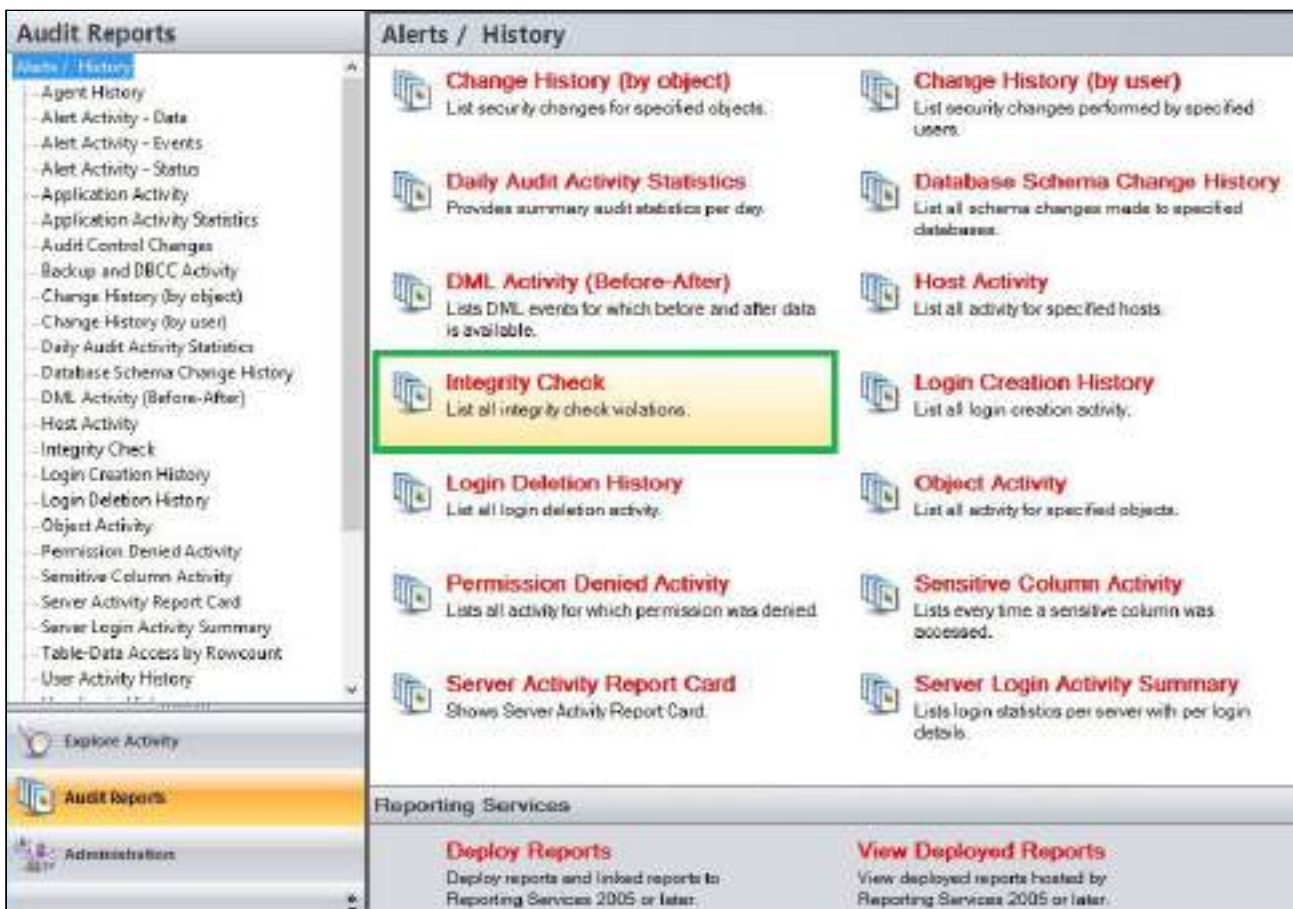 Audit Reports
Alerts / History
Agent History
Alert Activity - Data
Alert Activity - Events
Alert Activity - Status
Application Activity
Application Activity Statistics
Audit Control Changes
Backup and DBCC Activity
Change History (by object)
Change History (by user)
Daily Audit Activity Statistics
Database Schema Change History
DML Activity (Before-After)
Host Activity
Integrity Check
Login Creation History
Login Deletion History
Object Activity
Permission Denied Activity
Sensitive Column Activity
Server Activity Report Card
Server Login Activity Summary
Table-Data Access by Rowcount
User Activity History
Explore Activity
Audit Reports
Administration
Alerts / History
Change History (by object)
List security changes for specified objects.
Change History (by user)
List security changes performed by specified
users.
Daily Audit Activity Statistics
Provides summary audit statistics per day.
Database Schema Change History
List all schema changes made to specified
databases.
DML Activity (Before-After)
Lists DML events for which before and after data
is available.
Host Activity
List all activity for specified hosts.
Integrity Check
List all integrity check violations.
Login Creation History
List all login creation activity.
Login Deletion History
List all login deletion activity.
Object Activity
List all activity for specified objects.
Permission Denied Activity
Lists all activity for which permission was denied.
Sensitive Column Activity
Lists every time a sensitive column was
accessed.
Server Activity Report Card
Shows Server Activity Report Card.
Server Login Activity Summary
Lists login statistics per server with per login
details.
Reporting Services
Deploy Reports
Deploy reports and linked reports to
Reporting Services 2005 or later.
View Deployed Reports
View deployed reports hosted by
Reporting Services 2005 or later.